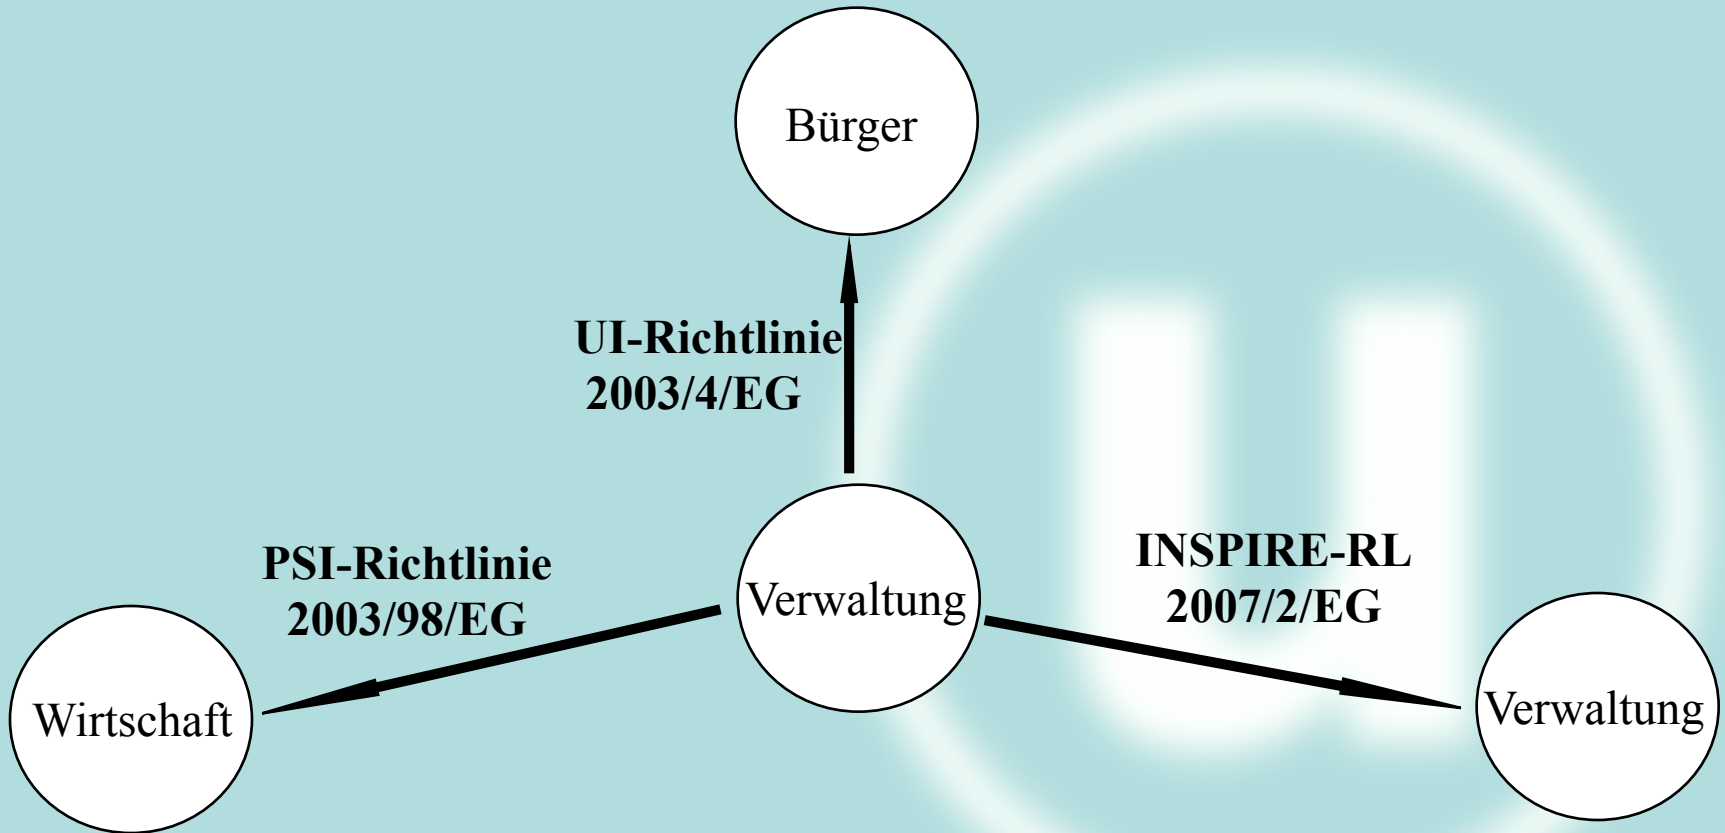 Bürger
UI-Richtlinie
2003/4/EG
PSI-Richtlinie
2003/98/EG
Verwaltung
INSPIRE-RL
2007/2/EG
Wirtschaft
Verwaltung
u